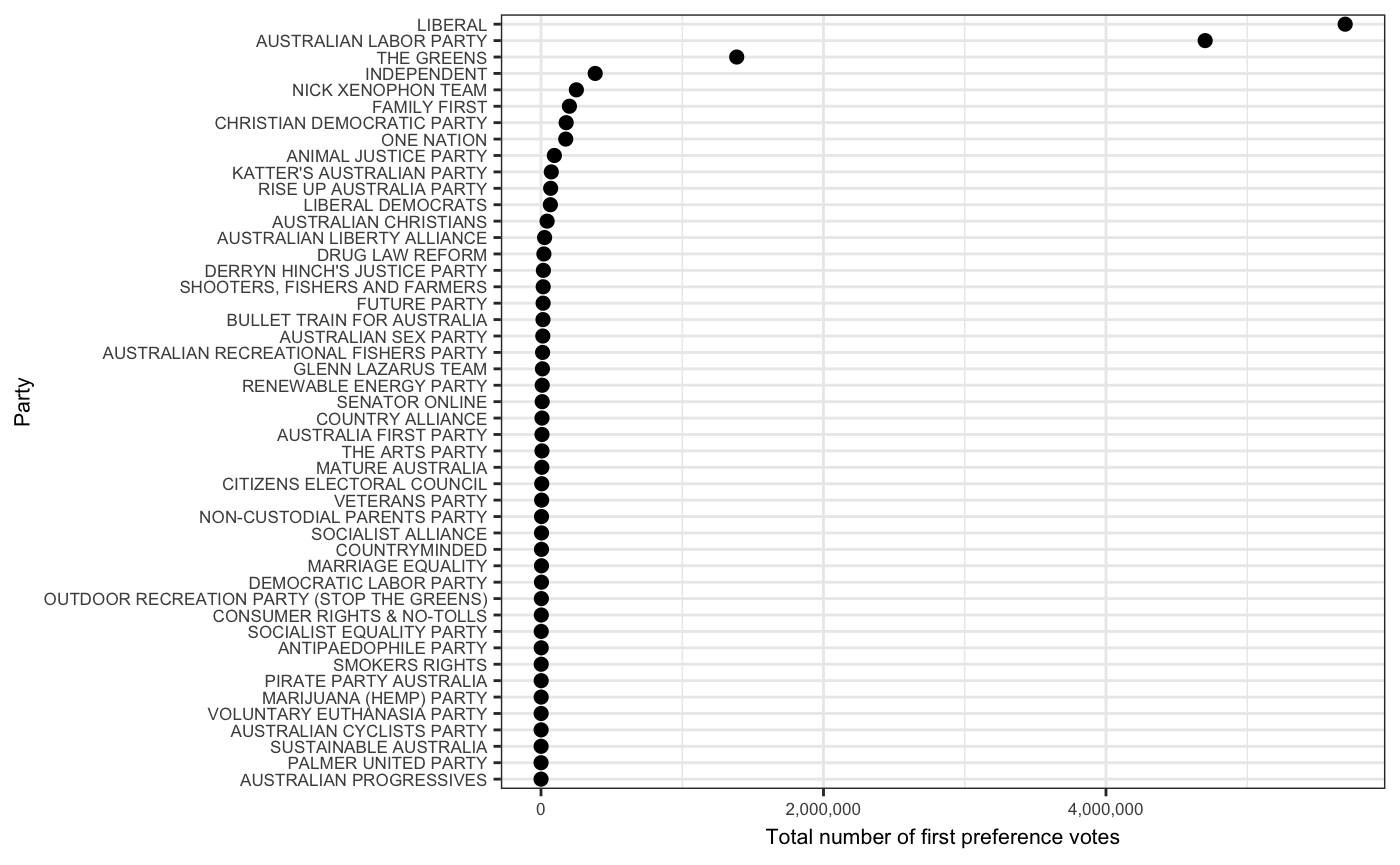 LIBERAL
AUSTRALIAN LABOR PARTY
THE GREENS
INDEPENDENT
NICK XENOPHON TEAM
FAMILY FIRST
CHRISTIAN DEMOCRATIC PARTY
ONE NATION
ANIMAL JUSTICE PARTY
KATTER'S AUSTRALIAN PARTY
RISE UP AUSTRALIA PARTY
LIBERAL DEMOCRATS
AUSTRALIAN CHRISTIANS
AUSTRALIAN LIBERTY ALLIANCE
DRUG LAW REFORM
DERRYN HINCH'S JUSTICE PARTY
SHOOTERS, FISHERS AND FARMERS
FUTURE PARTY
BULLET TRAIN FOR AUSTRALIA
AUSTRALIAN SEX PARTY
AUSTRALIAN RECREATIONAL FISHERS PARTY
GLENN LAZARUS TEAM
RENEWABLE ENERGY PARTY
SENATOR ONLINE
COUNTRY ALLIANCE
AUSTRALIA FIRST PARTY
THE ARTS PARTY
MATURE AUSTRALIA
CITIZENS ELECTORAL COUNCIL
VETERANS PARTY
NON-CUSTODIAL PARENTS PARTY
SOCIALIST ALLIANCE
COUNTRYMINDED
MARRIAGE EQUALITY
DEMOCRATIC LABOR PARTY
OUTDOOR RECREATION PARTY (STOP THE GREENS)
CONSUMER RIGHTS & NO-TOLLS
SOCIALIST EQUALITY PARTY
ANTIPAEDOPHILE PARTY
SMOKERS RIGHTS
PIRATE PARTY AUSTRALIA
MARIJUANA (HEMP) PARTY
VOLUNTARY EUTHANASIA PARTY
AUSTRALIAN CYCLISTS PARTY
SUSTAINABLE AUSTRALIA
PALMER UNITED PARTY
AUSTRALIAN PROGRESSIVES
Party
0 2,000,000 4,000,000
Total number of first preference votes